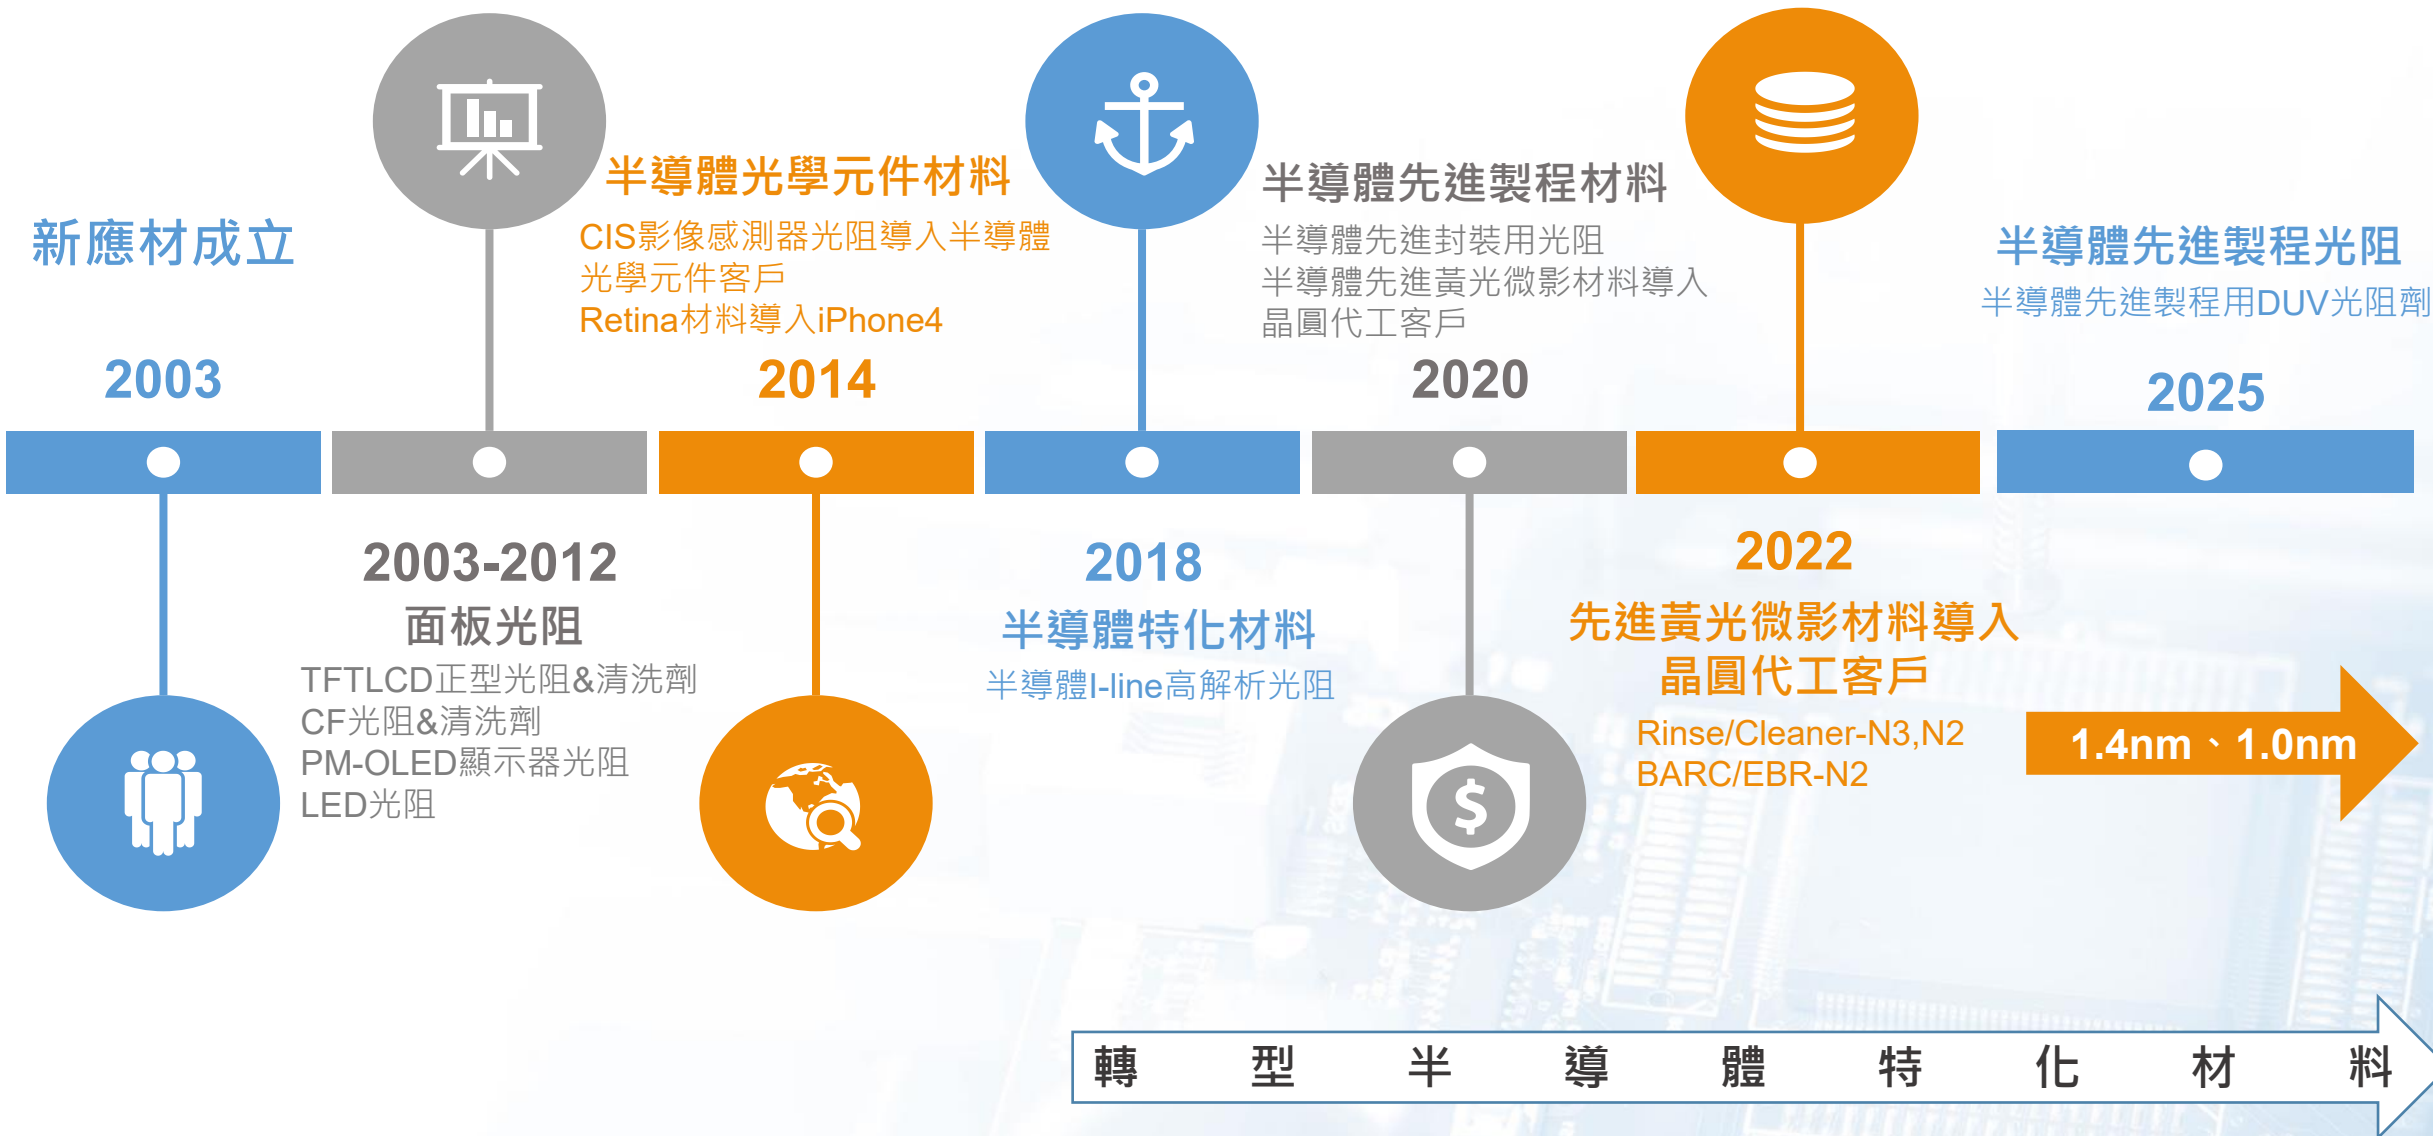 新應材成立
2003
2003-2012
面板光阻
TFTLCD正型光阻&清洗劑
CF光阻&清洗劑
PM-OLED顯示器光阻
LED光阻
半導體光學元件材料
CIS影像感測器光阻導入半導體
光學元件客戶
Retina材料導入iPhone4
2014
2018
半導體特化材料
半導體I-line高解析光阻
半導體先進製程材料
半導體先進封裝用光阻
半導體先進黃光微影材料導入
晶圓代工客戶
2020
2022
先進黃光微影材料導入
晶圓代工客戶
Rinse/Cleaner-N3,N2
BARC/EBR-N2
半導體先進製程光阻
半導體先進製程用DUV光阻劑
2025
1.4nm、1.0nm
$
轉型半導體特化材料